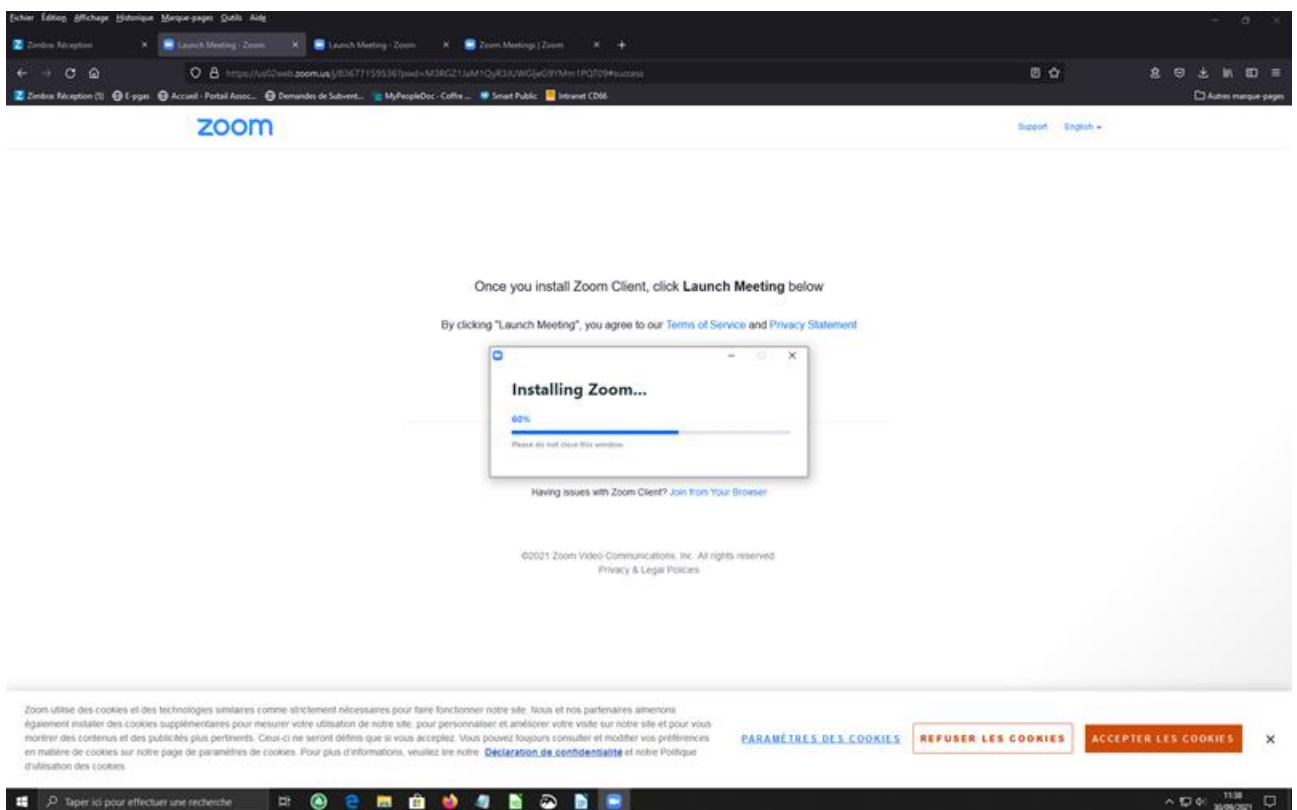 Fichier Édition Affichage Historique Marque-pages Outils Aide
Zimbra Réception
Launch Meeting - Zoom
Launch Meeting - Zoom
Zoom Meetings | Zoom
zoom.us
Zimbra Réception (5) E-pgas Accueil - Portail Assoc... Demandes de Subvent... MyPeopleDoc - Coffre ... Smart Public Intranet CD66 Autres marque-pages
zoom
Support English
Once you install Zoom Client, click Launch Meeting below
By clicking "Launch Meeting", you agree to our Terms of Service and Privacy Statement
Installing Zoom...
60%
Please do not close this window
Having issues with Zoom Client? Join from Your Browser
©2021 Zoom Video Communications, Inc. All rights reserved.
Privacy & Legal Policies
Zoom utilise des cookies et des technologies similaires comme strictement nécessaires pour faire fonctionner notre site. Nous et nos partenaires aimerions
également installer des cookies supplémentaires pour mesurer votre utilisation de notre site, pour personnaliser et améliorer votre visite sur notre site et pour vous
montrer des contenus et des publicités plus pertinents. Ceux-ci ne seront définis que si vous acceptez. Vous pouvez toujours consulter et modifier vos préférences
en matière de cookies sur notre page de paramètres de cookies. Pour plus d'informations, veuillez lire notre Déclaration de confidentialité et notre Politique
d'utilisation des cookies.
PARAMÈTRES DES COOKIES
REFUSER LES COOKIES
ACCEPTER LES COOKIES
Taper ici pour effectuer une recherche
11:38
30/09/2021